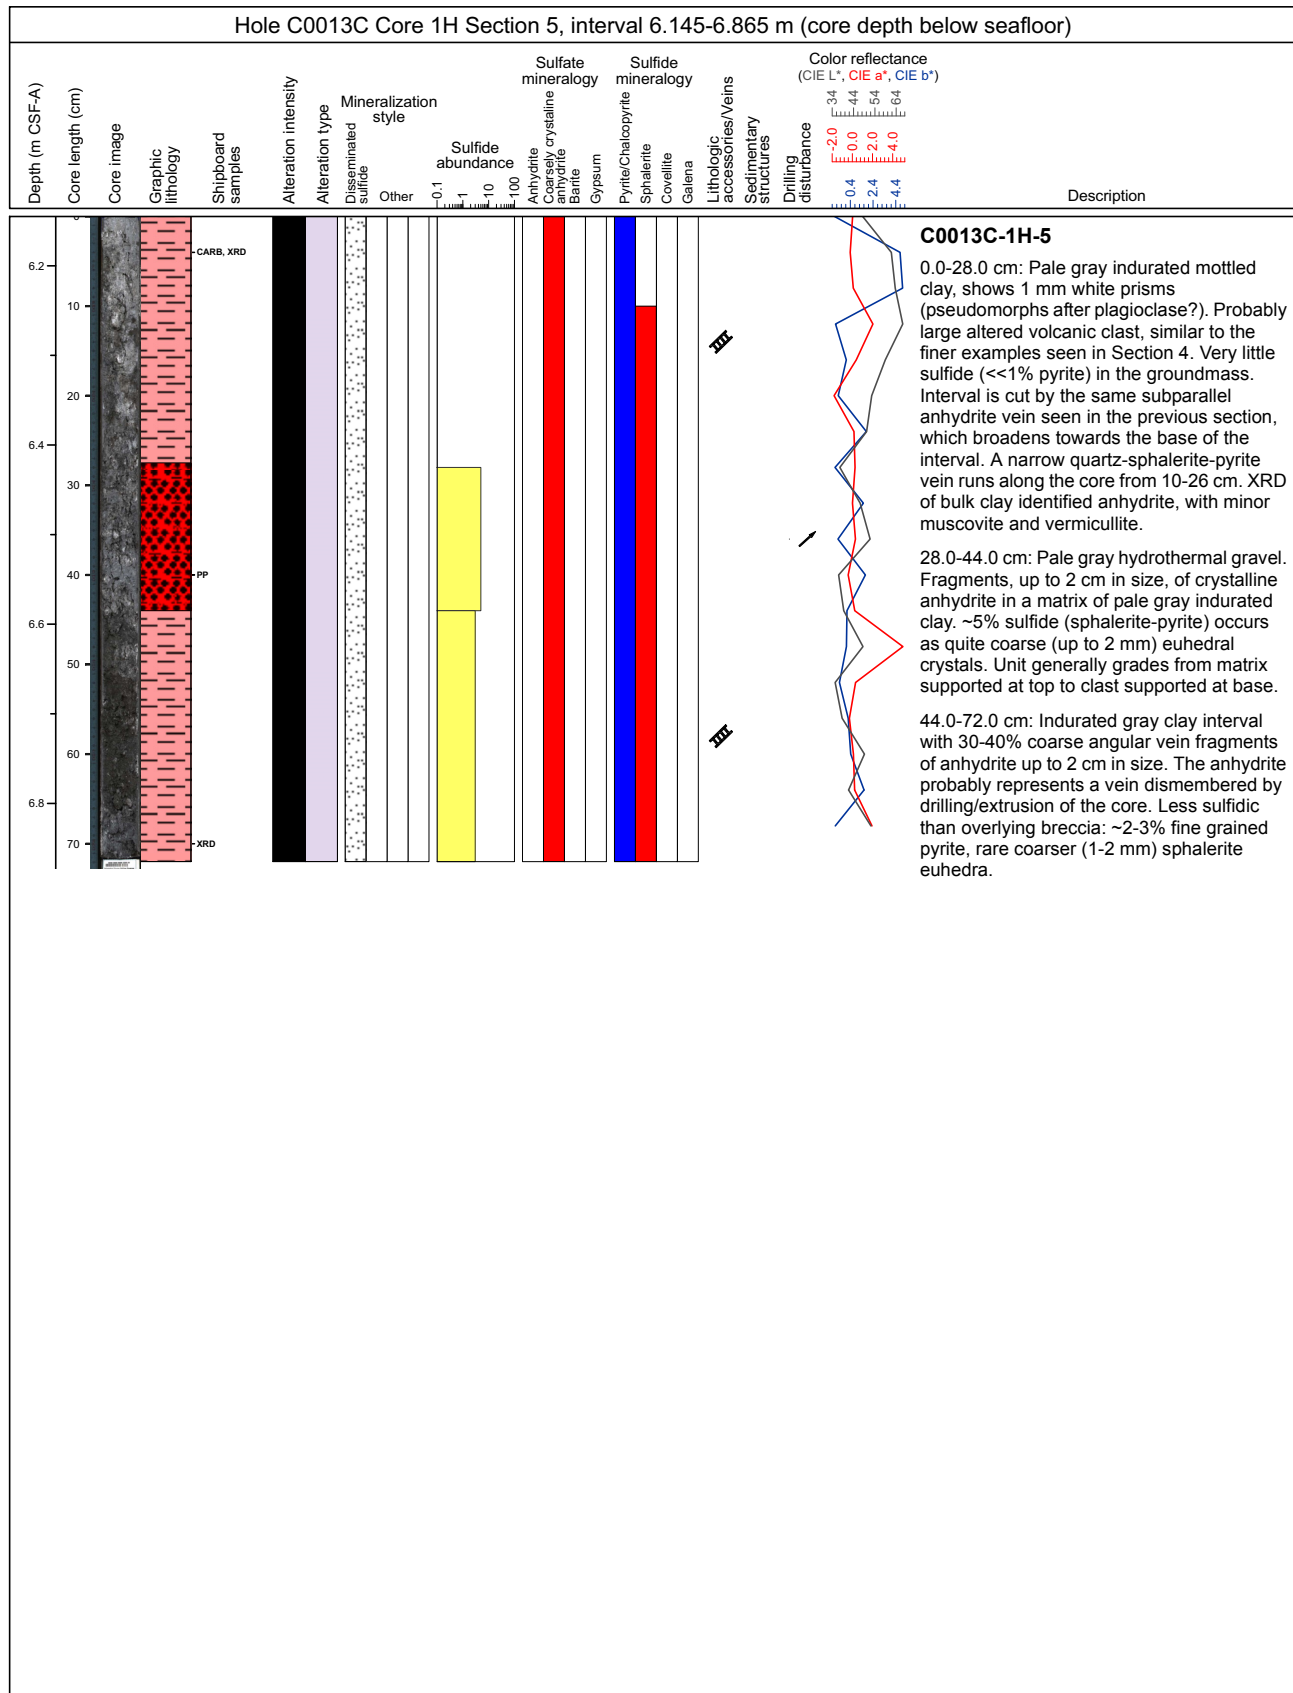 Hole C0013C Core 1H Section 5, interval 6.145-6.865 m (core depth below seafloor)
Depth (m CSF-A)
Core length (cm)
Core image
Graphic
lithology
Shipboard
samples
Alteration intensity
Alteration type
Mineralization
style
Disseminated
sulfide
Other
Sulfide
abundance
0.1
1
10
100
Sulfate
mineralogy
Anhydrite
Coarsely crystaline
anhydrite
Barite
Gypsum
Sulfide
mineralogy
Pyrite/Chalcopyrite
Sphalerite
Covellite
Galena
Lithologic
accessories/Veins
Sedimentary
structures
Drilling
disturbance
Color reflectance
(CIE L*, CIE a*, CIE b*)
34
44
54
64
-2.0
0.0
2.0
4.0
0.4
2.4
4.4
Description
6.2
6.4
6.6
6.8
0
10
20
30
40
50
60
70
CARB, XRD
PP
XRD
C0013C-1H-5
0.0-28.0 cm: Pale gray indurated mottled
clay, shows 1 mm white prisms
(pseudomorphs after plagioclase?). Probably
large altered volcanic clast, similar to the
finer examples seen in Section 4. Very little
sulfide (<<1% pyrite) in the groundmass.
Interval is cut by the same subparallel
anhydrite vein seen in the previous section,
which broadens towards the base of the
interval. A narrow quartz-sphalerite-pyrite
vein runs along the core from 10-26 cm. XRD
of bulk clay identified anhydrite, with minor
muscovite and vermicullite.
28.0-44.0 cm: Pale gray hydrothermal gravel.
Fragments, up to 2 cm in size, of crystalline
anhydrite in a matrix of pale gray indurated
clay. ~5% sulfide (sphalerite-pyrite) occurs
as quite coarse (up to 2 mm) euhedral
crystals. Unit generally grades from matrix
supported at top to clast supported at base.
44.0-72.0 cm: Indurated gray clay interval
with 30-40% coarse angular vein fragments
of anhydrite up to 2 cm in size. The anhydrite
probably represents a vein dismembered by
drilling/extrusion of the core. Less sulfidic
than overlying breccia: ~2-3% fine grained
pyrite, rare coarser (1-2 mm) sphalerite
euhedra.